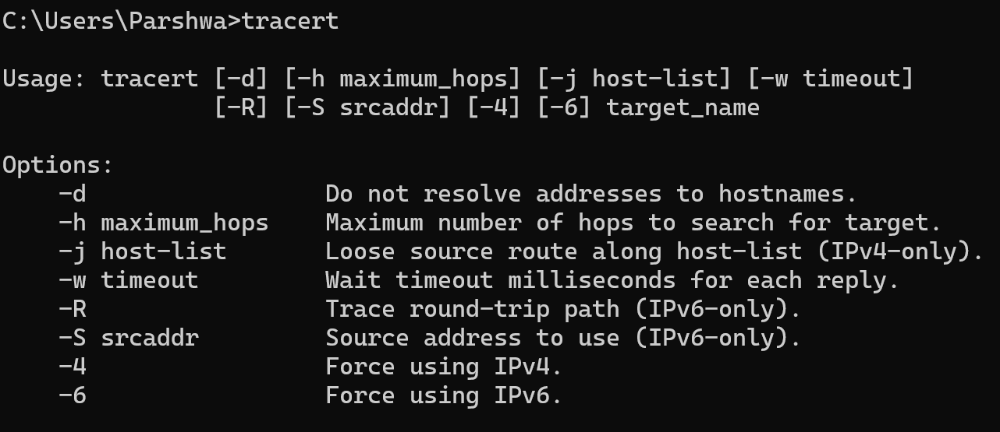 C:\Users\Parshwa>tracert
Usage: tracert [-d] [-h maximum_hops] [-j host-list] [-w timeout]
               [-R] [-S srcaddr] [-4] [-6] target_name
Options:
    -d                 Do not resolve addresses to hostnames.
    -h maximum_hops    Maximum number of hops to search for target.
    -j host-list       Loose source route along host-list (IPv4-only).
    -w timeout         Wait timeout milliseconds for each reply.
    -R                 Trace round-trip path (IPv6-only).
    -S srcaddr         Source address to use (IPv6-only).
    -4                 Force using IPv4.
    -6                 Force using IPv6.